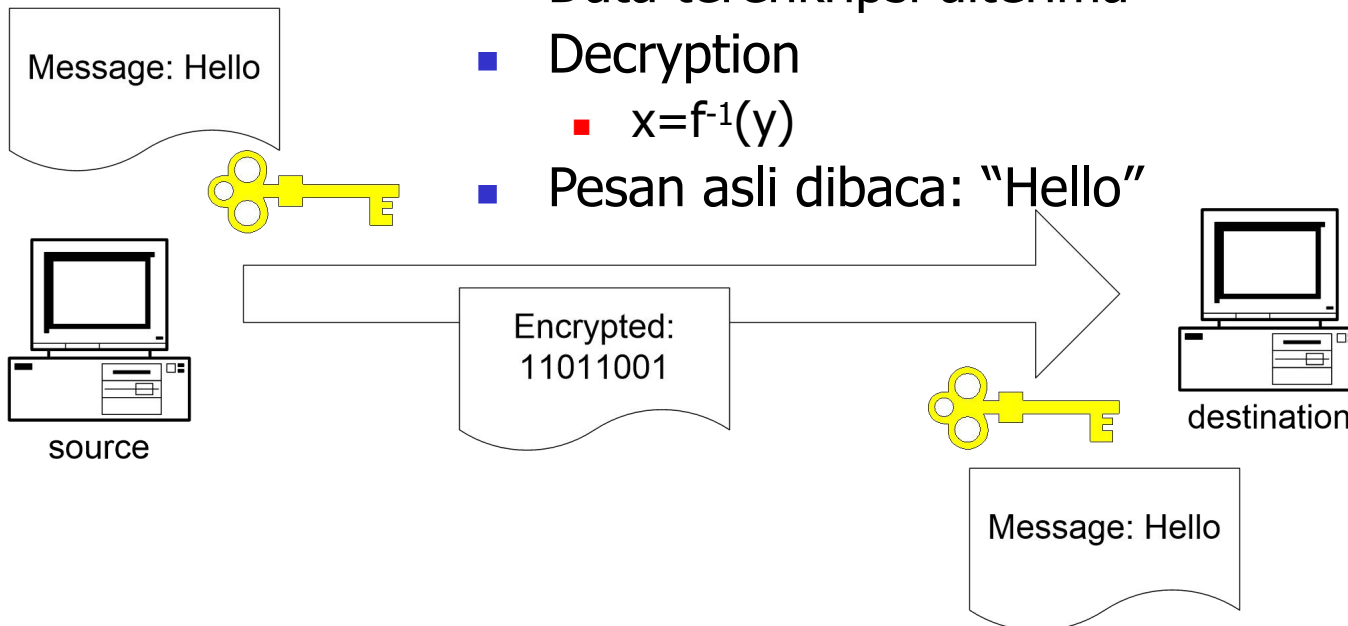 Message: Hello
Decryption
x=f-1(y)
Pesan asli dibaca: “Hello”
Encrypted:
11011001
source
destination
Message: Hello